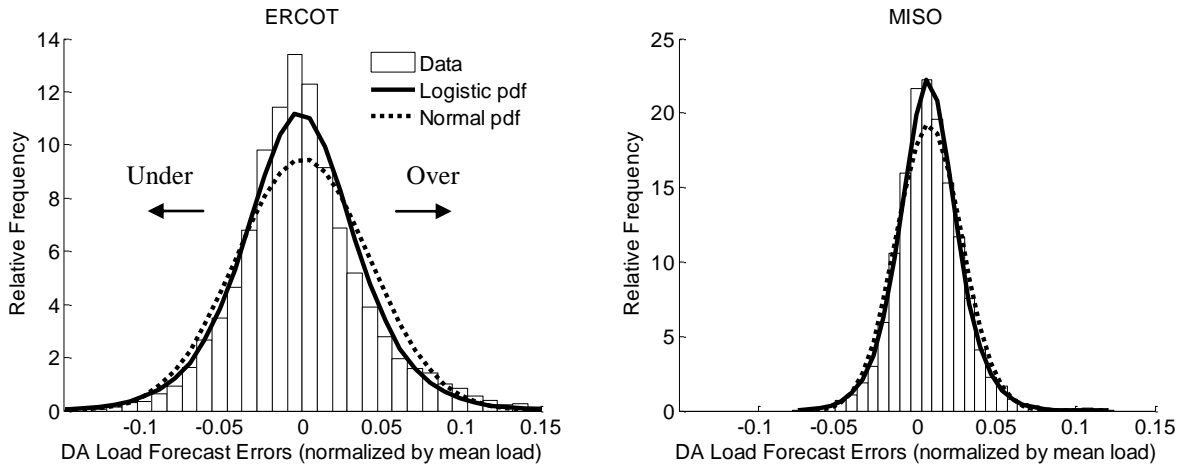 ERCOT
14
12
10
8
6
4
2
0
Relative Frequency
Data
Logistic pdf
Normal pdf
Under
Over
-0.1
-0.05
0
0.05
0.1
0.15
DA Load Forecast Errors (normalized by mean load)
MISO
25
20
15
10
5
0
Relative Frequency
-0.1
-0.05
0
0.05
0.1
0.15
DA Load Forecast Errors (normalized by mean load)